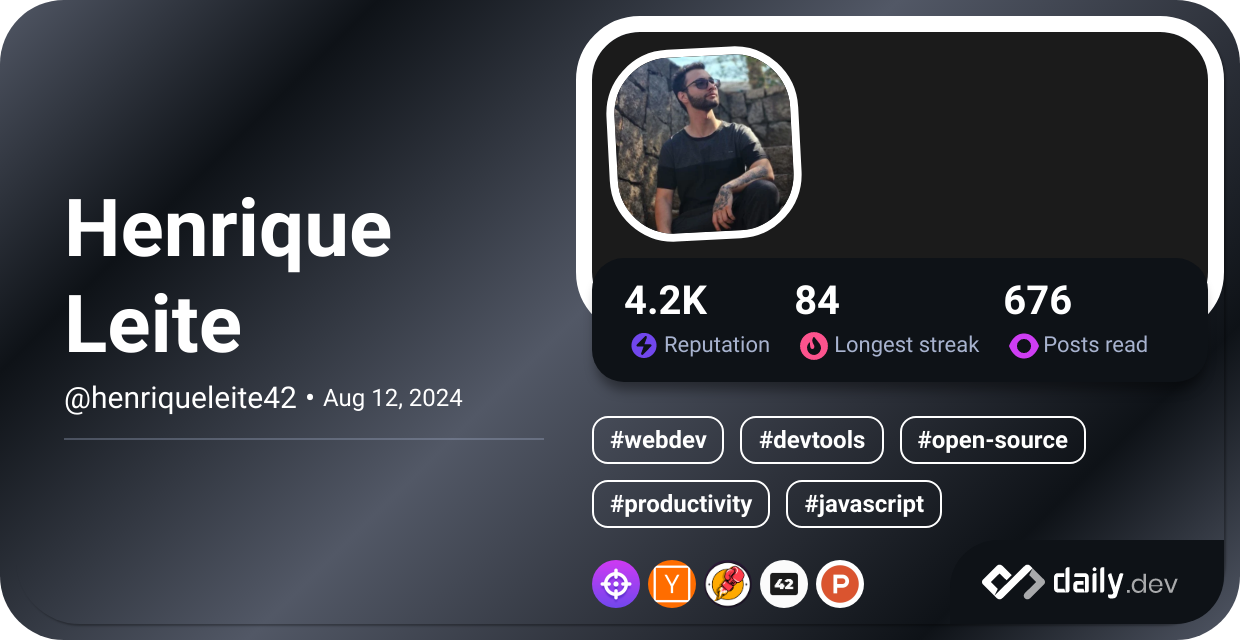 Henrique
Leite
@henriqueleite42 • Aug 12, 2024
4.2K 84 676
Reputation Longest streak Posts read
#webdev #devtools #open-source
#productivity #javascript
Y 42 P
daily.dev